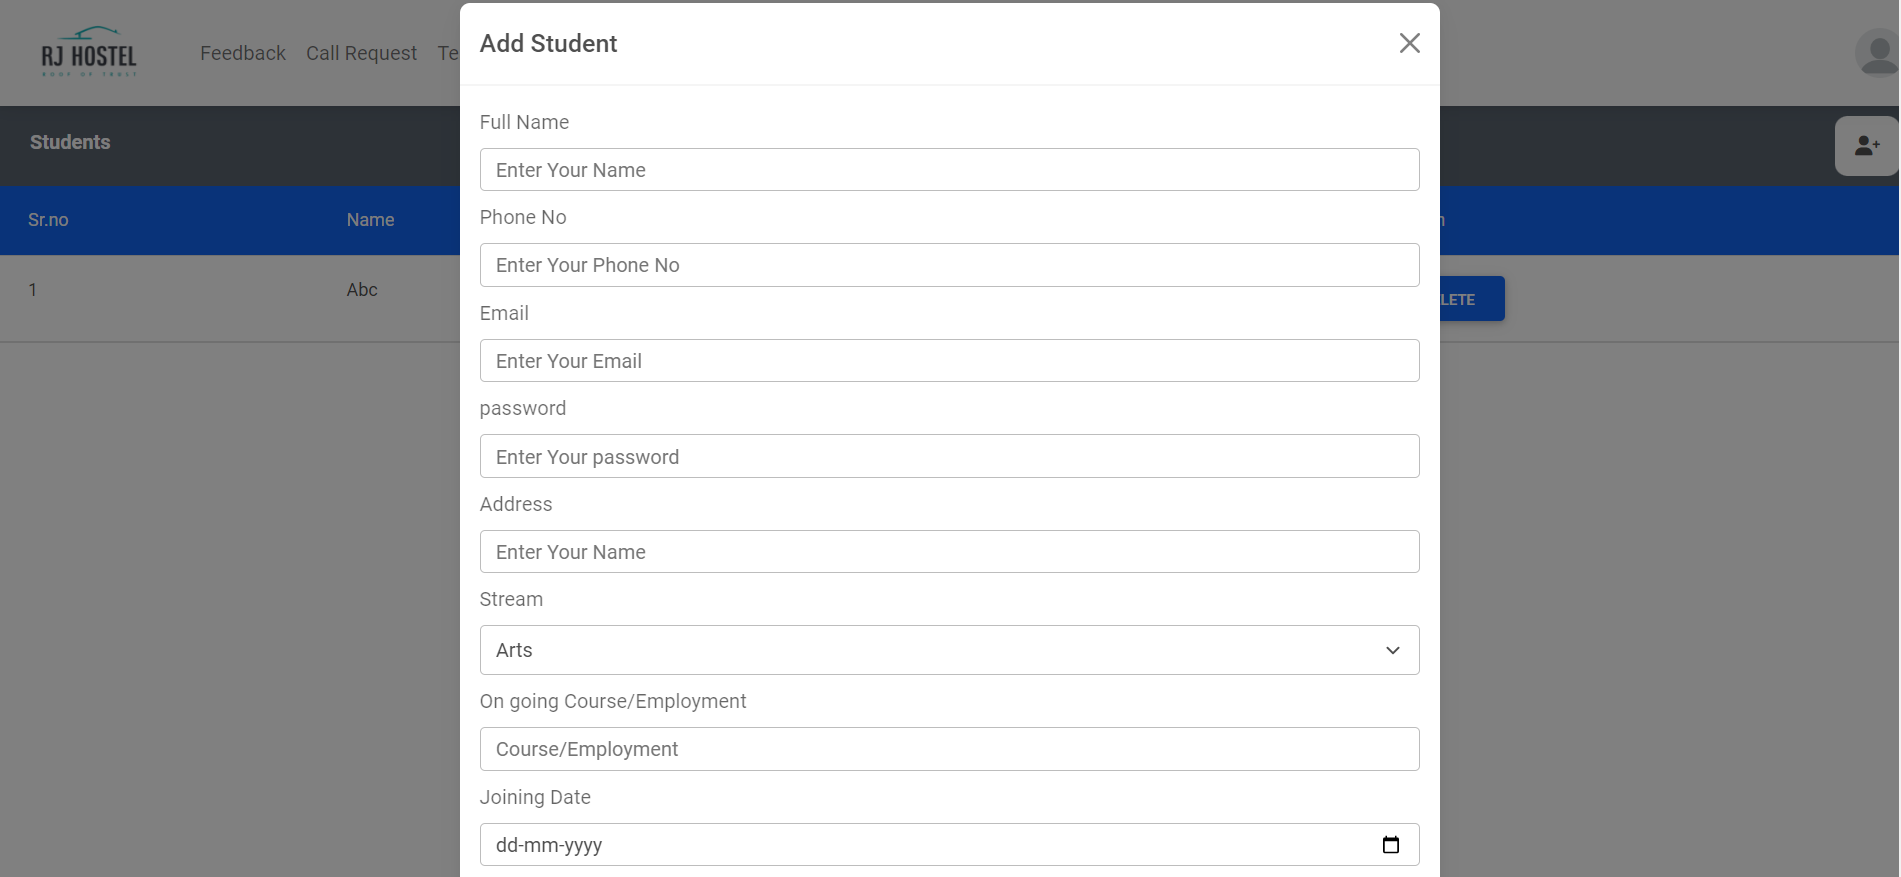 RJ HOSTEL
ROOF OF TRUST
Feedback Call Request Te
Add Student
Students
Full Name
Enter Your Name
Phone No
Enter Your Phone No
Sr.no Name
Email
Enter Your Email
1 Abc
LETE
password
Enter Your password
Address
Enter Your Name
Stream
Arts
On going Course/Employment
Course/Employment
Joining Date
dd-mm-yyyy